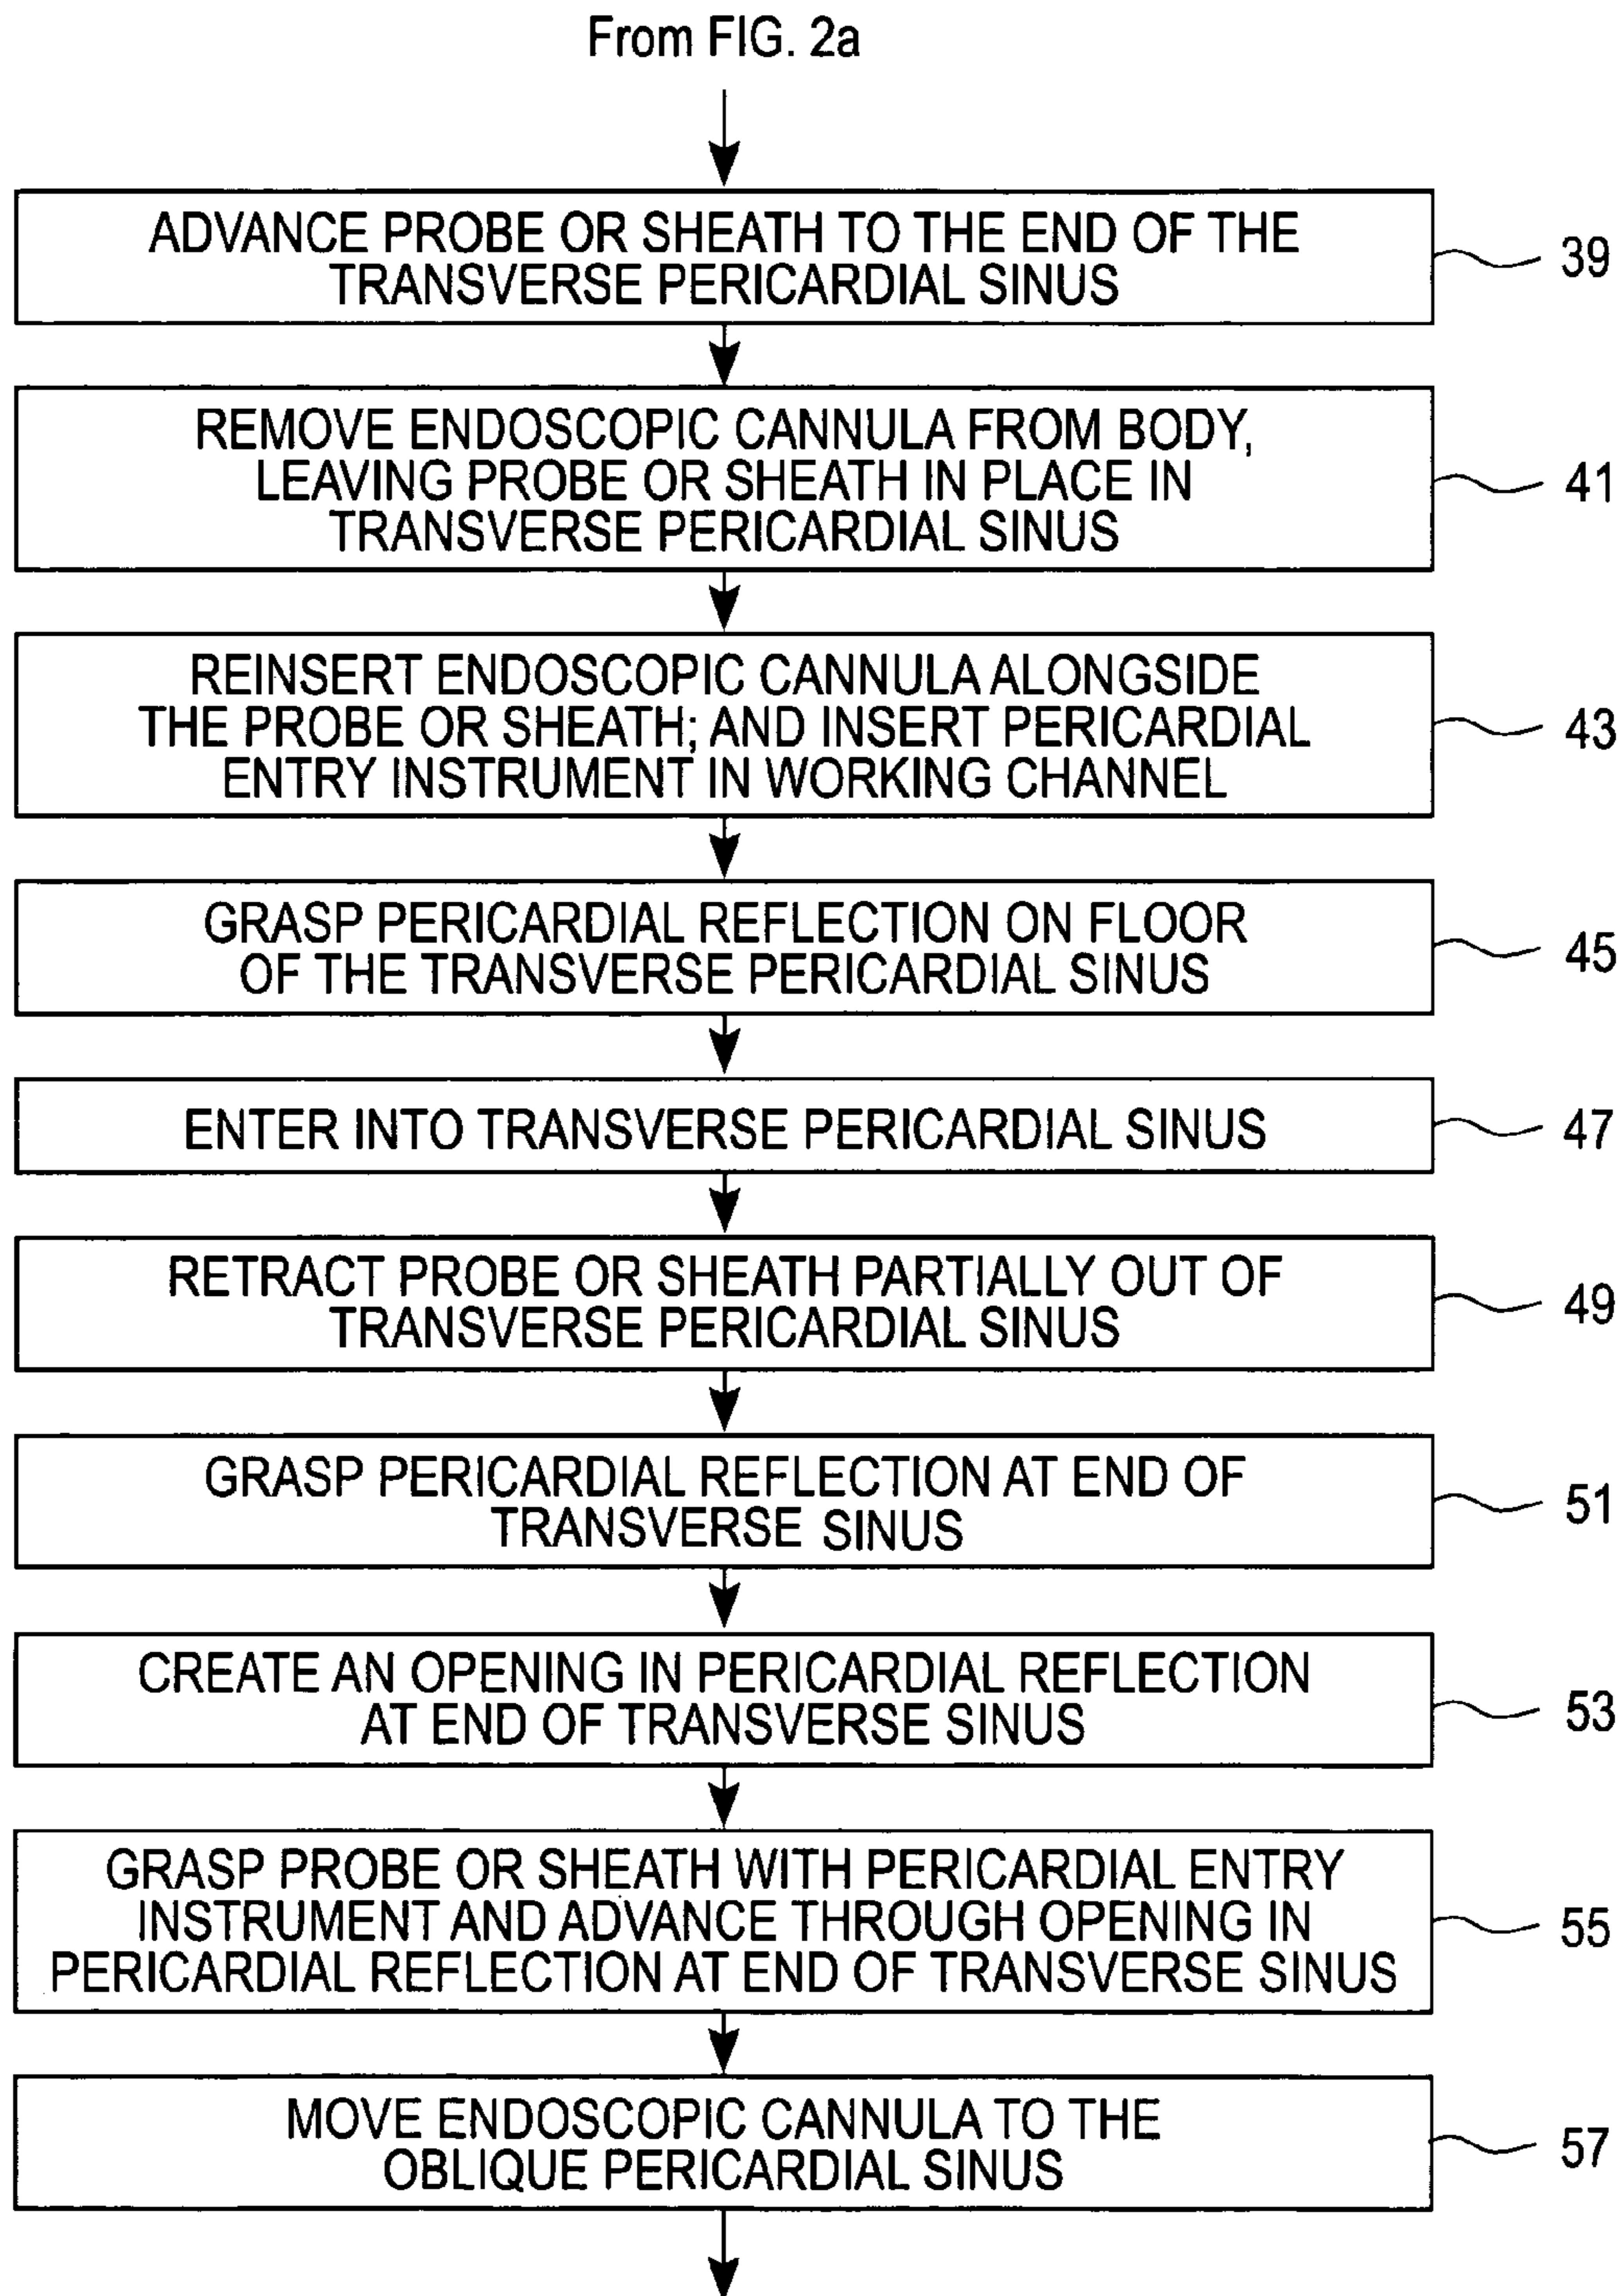 From FIG. 2a
ADVANCE PROBE OR SHEATH TO THE END OF THE
TRANSVERSE PERICARDIAL SINUS
39
REMOVE ENDOSCOPIC CANNULA FROM BODY,
LEAVING PROBE OR SHEATH IN PLACE IN
TRANSVERSE PERICARDIAL SINUS
41
REINSERT ENDOSCOPIC CANNULA ALONGSIDE
THE PROBE OR SHEATH; AND INSERT PERICARDIAL
ENTRY INSTRUMENT IN WORKING CHANNEL
43
GRASP PERICARDIAL REFLECTION ON FLOOR
OF THE TRANSVERSE PERICARDIAL SINUS
45
ENTER INTO TRANSVERSE PERICARDIAL SINUS
47
RETRACT PROBE OR SHEATH PARTIALLY OUT OF
TRANSVERSE PERICARDIAL SINUS
49
GRASP PERICARDIAL REFLECTION AT END OF
TRANSVERSE SINUS
51
CREATE AN OPENING IN PERICARDIAL REFLECTION
AT END OF TRANSVERSE SINUS
53
GRASP PROBE OR SHEATH WITH PERICARDIAL ENTRY
INSTRUMENT AND ADVANCE THROUGH OPENING IN
PERICARDIAL REFLECTION AT END OF TRANSVERSE SINUS
55
MOVE ENDOSCOPIC CANNULA TO THE
OBLIQUE PERICARDIAL SINUS
57